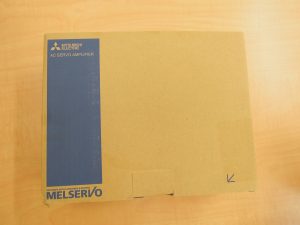 MITSUBISHI
ELECTRIC
AC SERVO AMPLIFIER
MELSERVO